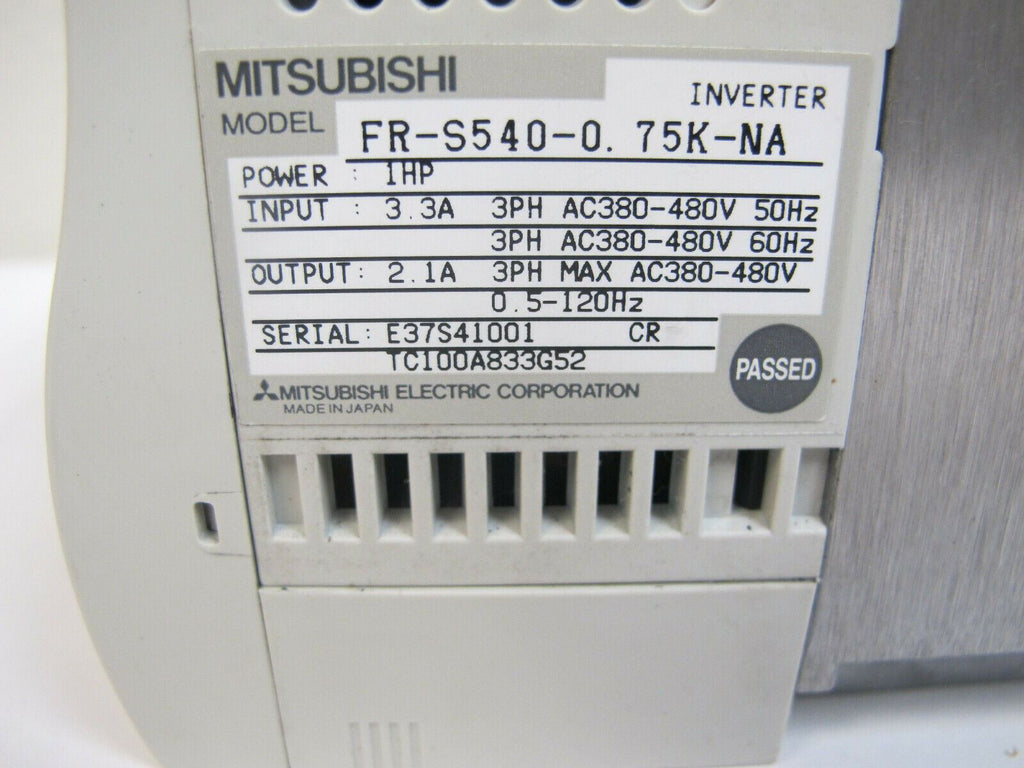 MITSUBISHI
INVERTER
MODEL FR-S540-0.75K-NA
POWER : 1HP
INPUT : 3.3A 3PH AC380-480V 50Hz
3PH AC380-480V 60Hz
OUTPUT: 2.1A 3PH MAX AC380-480V
0.5-120Hz
SERIAL: E37S41001 CR
TC100A833G52
PASSED
MITSUBISHI ELECTRIC CORPORATION
MADE IN JAPAN